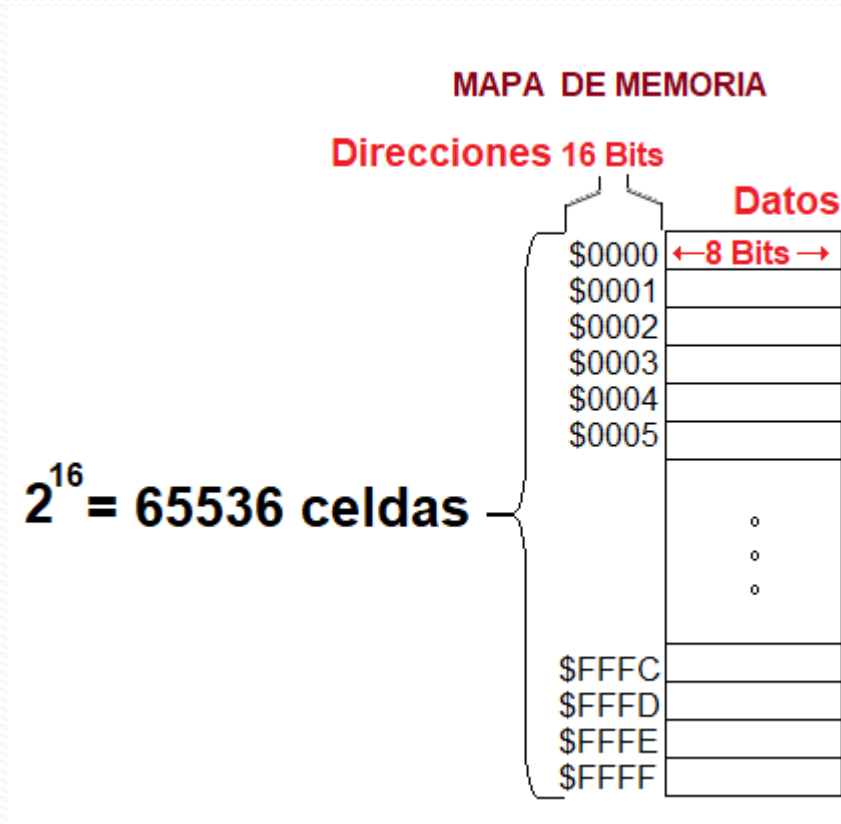 MAPA DE MEMORIA
Direcciones 16 Bits
Datos
$0000 ←8 Bits→
$0001
$0002
$0003
$0004
$0005
2^16 = 65536 celdas
$FFFC
$FFFD
$FFFE
$FFFF